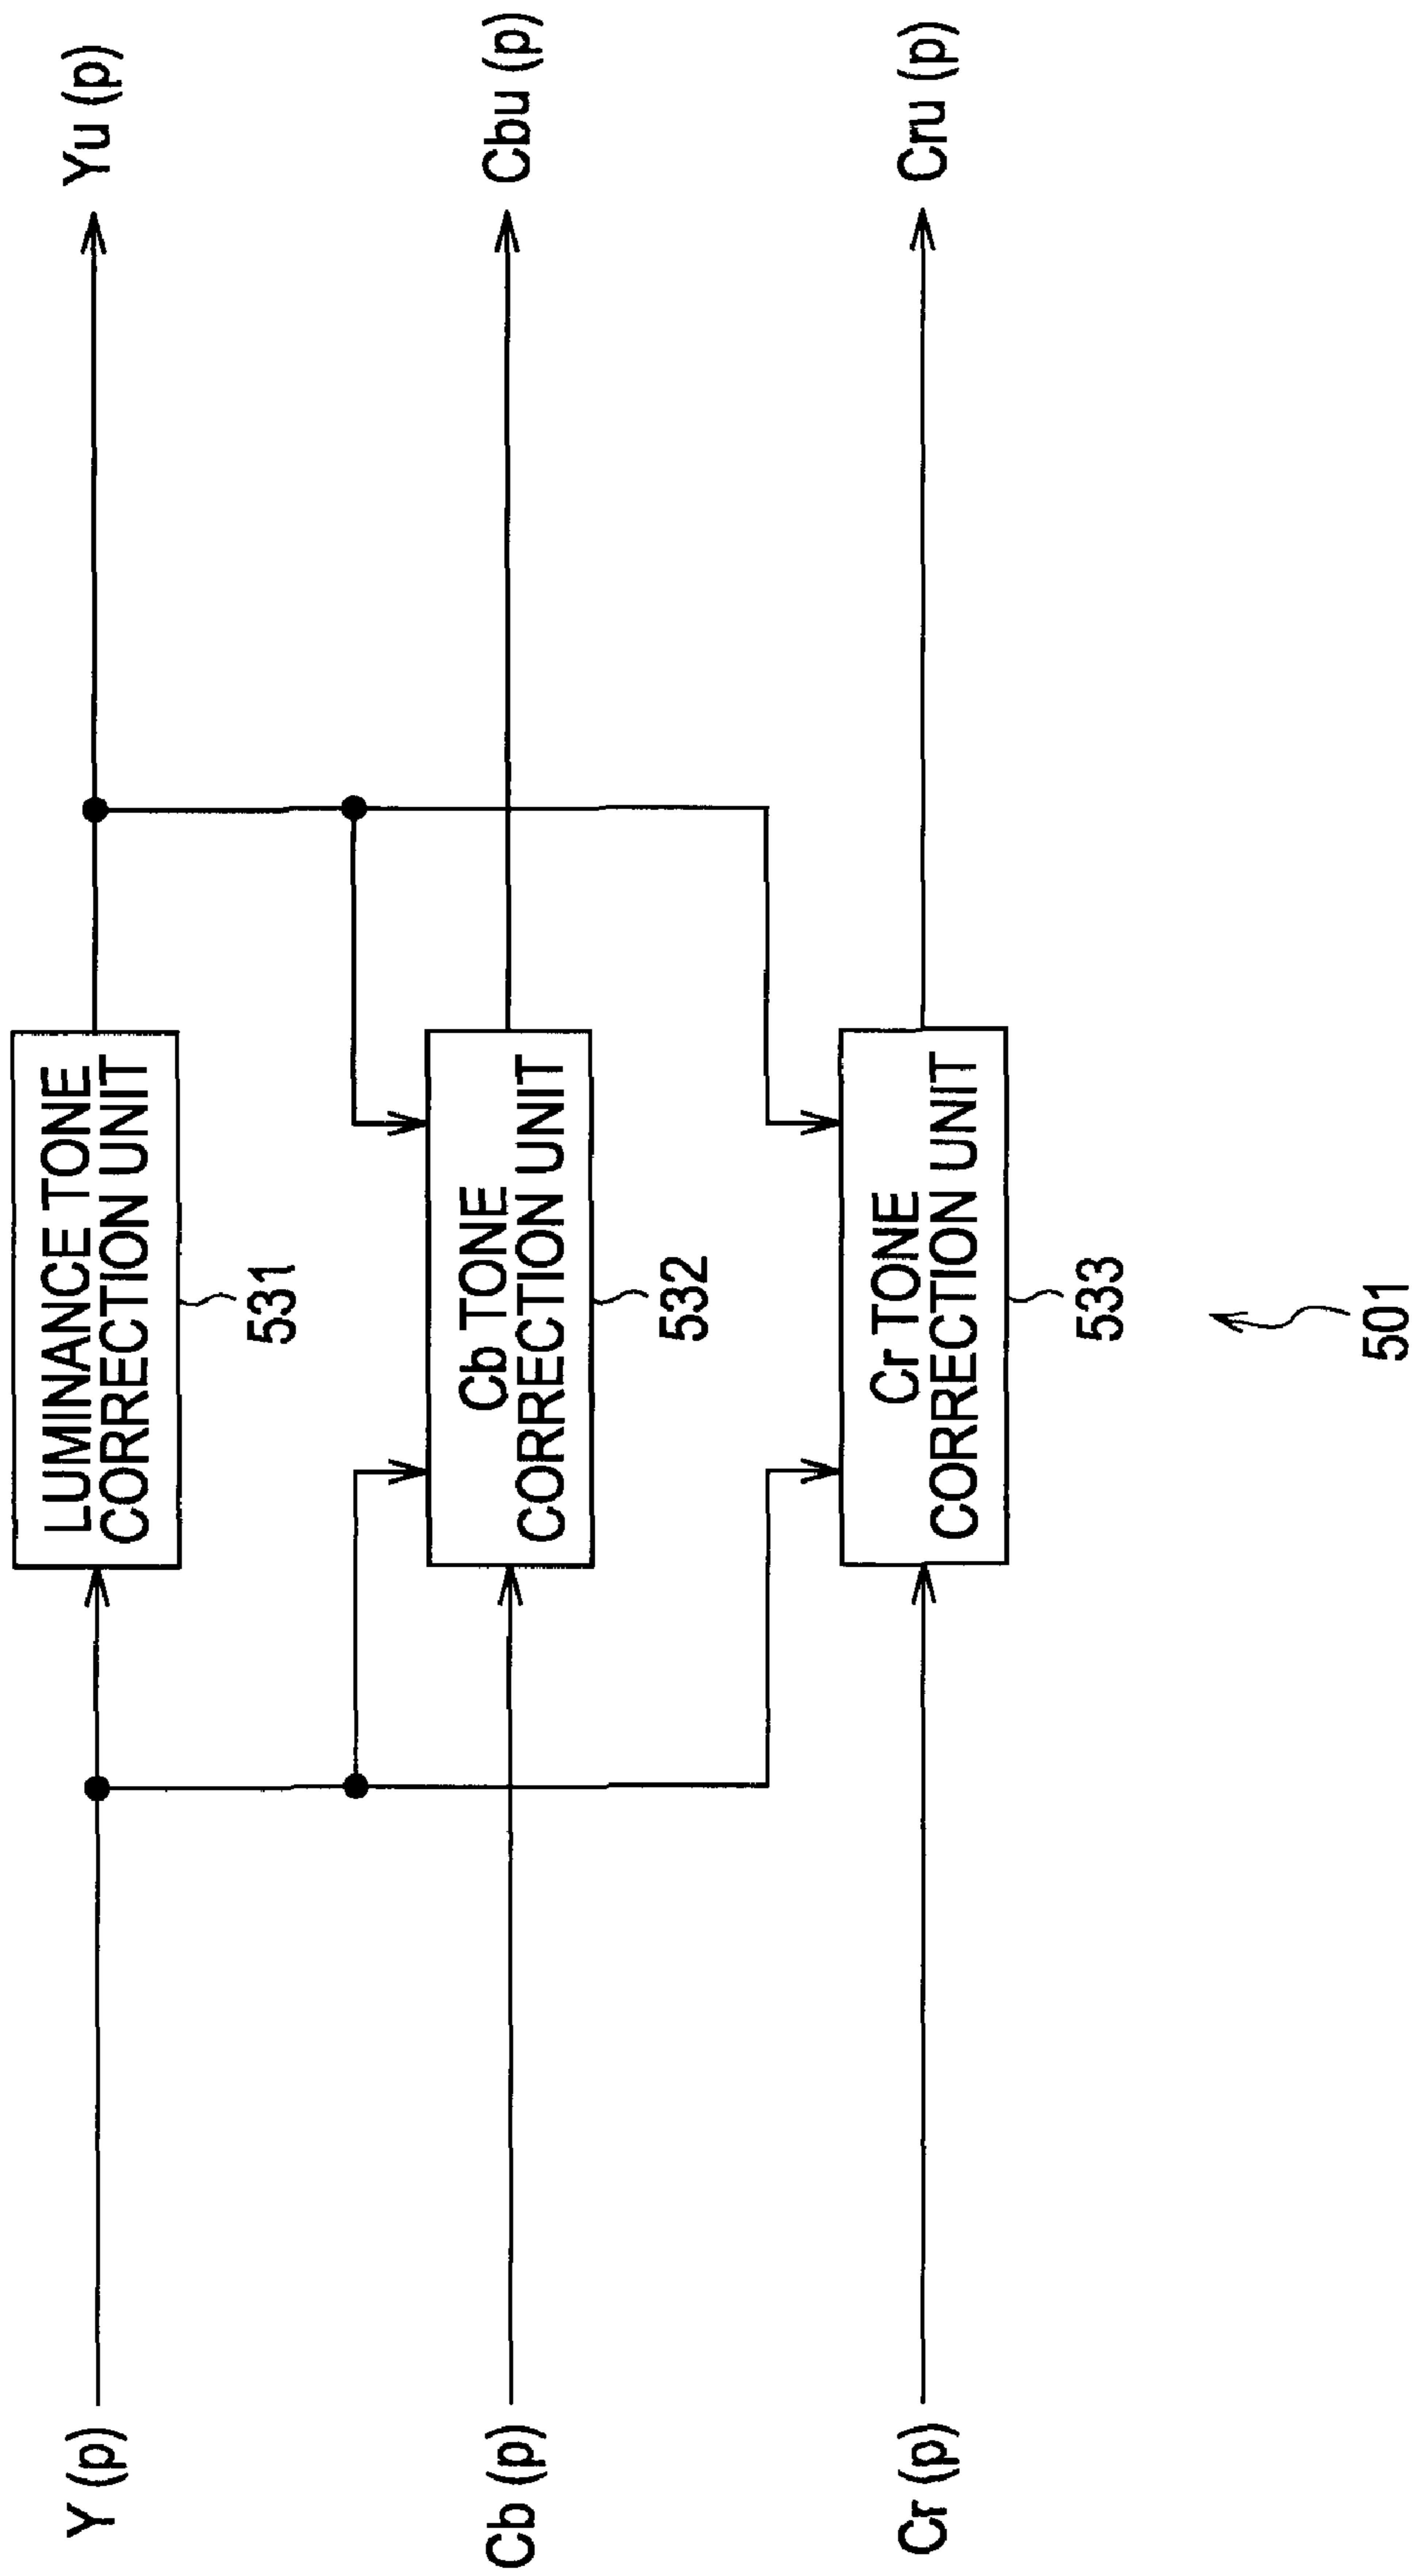 Y (p)
LUMINANCE TONE
CORRECTION UNIT
531
Yu (p)
Cb (p)
Cb TONE
CORRECTION UNIT
532
Cbu (p)
Cr (p)
Cr TONE
CORRECTION UNIT
533
Cru (p)
501